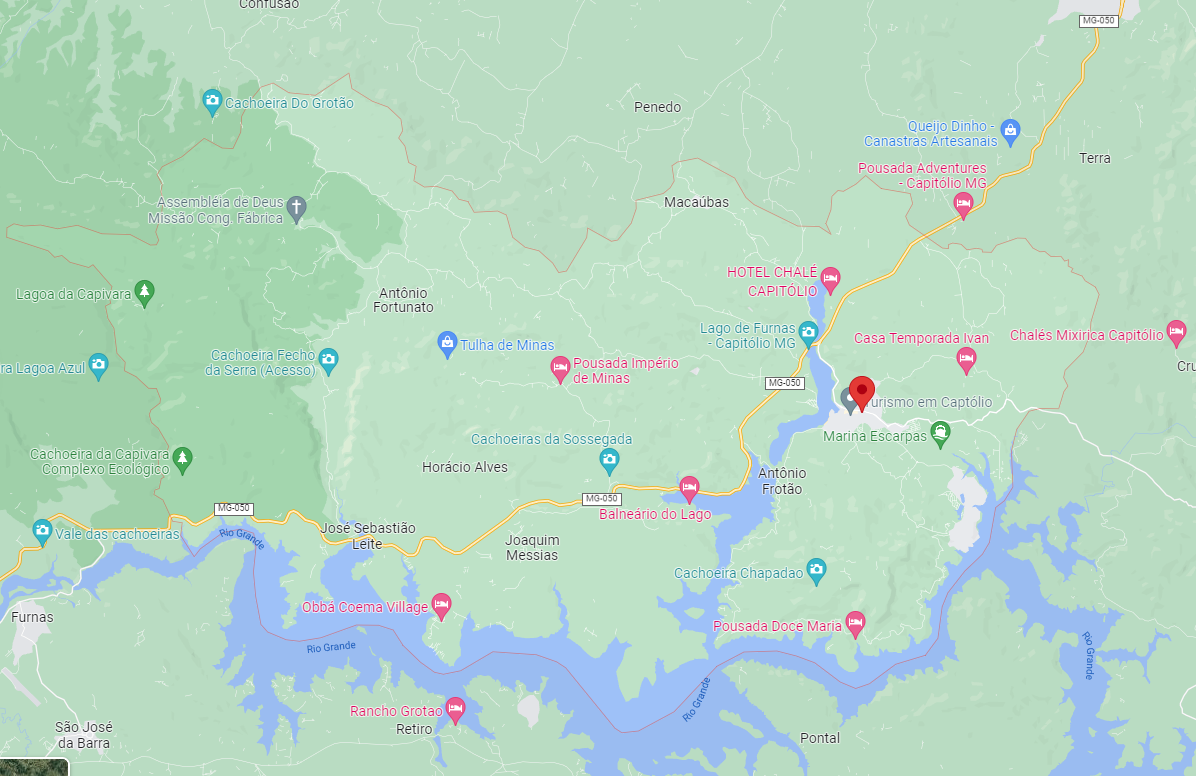 Confusão
MG-050
Cachoeira Do Grotão
Penedo
Queijo Dinho -
Canastras Artesanais
Terra
Pousada Adventures
- Capitólio MG
Assembléia de Deus
Missão Cong. Fábrica
Macaúbas
HOTEL CHALÉ
CAPITÓLIO
Lagoa da Capivara
Antônio
Fortunato
Lago de Furnas
- Capitólio MG
Casa Temporada Ivan
Chalés Mixirica Capitólio
Tulha de Minas
Cachoeira Fecho
da Serra (Acesso)
ra Lagoa Azul
Pousada Império
de Minas
Cru
MG-050
urismo em Captólio
Marina Escarpas
Cachoeiras da Sossegada
Cachoeira da Capivara
Complexo Ecológico
Horácio Alves
Antônio
Frotão
MG-050
MG-050
Balneário do Lago
José Sebastião
Leite
Vale das cachoeiras
Rio Grande
Joaquim
Messias
Cachoeira Chapadao
Obbá Coema Village
Furnas
Pousada Doce Maria
Rio Grande
Rio Grande
Rio Grande
Rancho Grotao
Retiro
São José
da Barra
Pontal